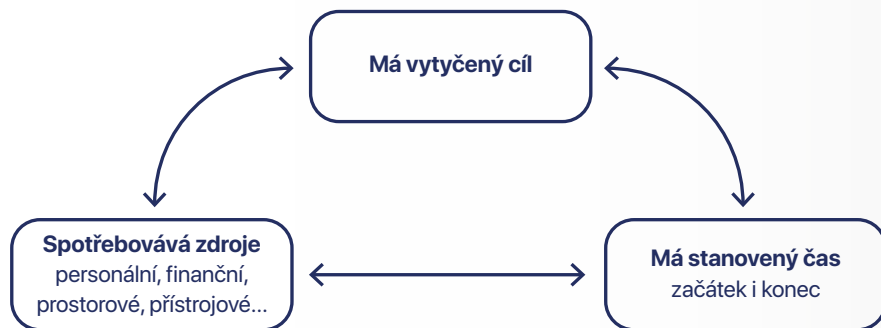 Má vytyčený cíl
Spotřebovává zdroje
personální, finanční,
prostorové, přístrojové...
Má stanovený čas
začátek i konec